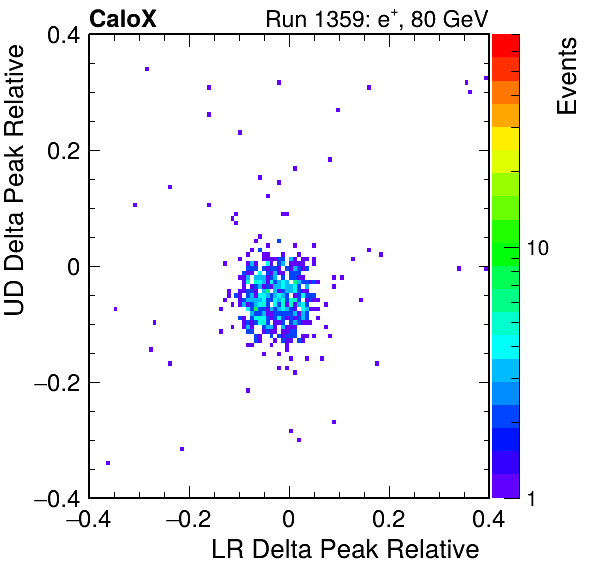 CaloX Run 1359: e⁺, 80 GeV
UD Delta Peak Relative
0.4
0.2
0
−0.2
−0.4
−0.4 −0.2 0 0.2 0.4
LR Delta Peak Relative
Events
10
1